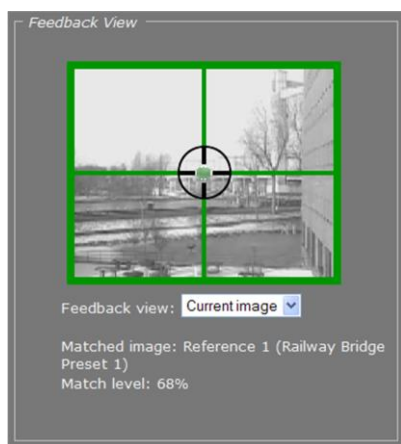 Feedback View
Feedback view: Current image
Matched image: Reference 1 (Railway Bridge
Preset 1)
Match level: 68%